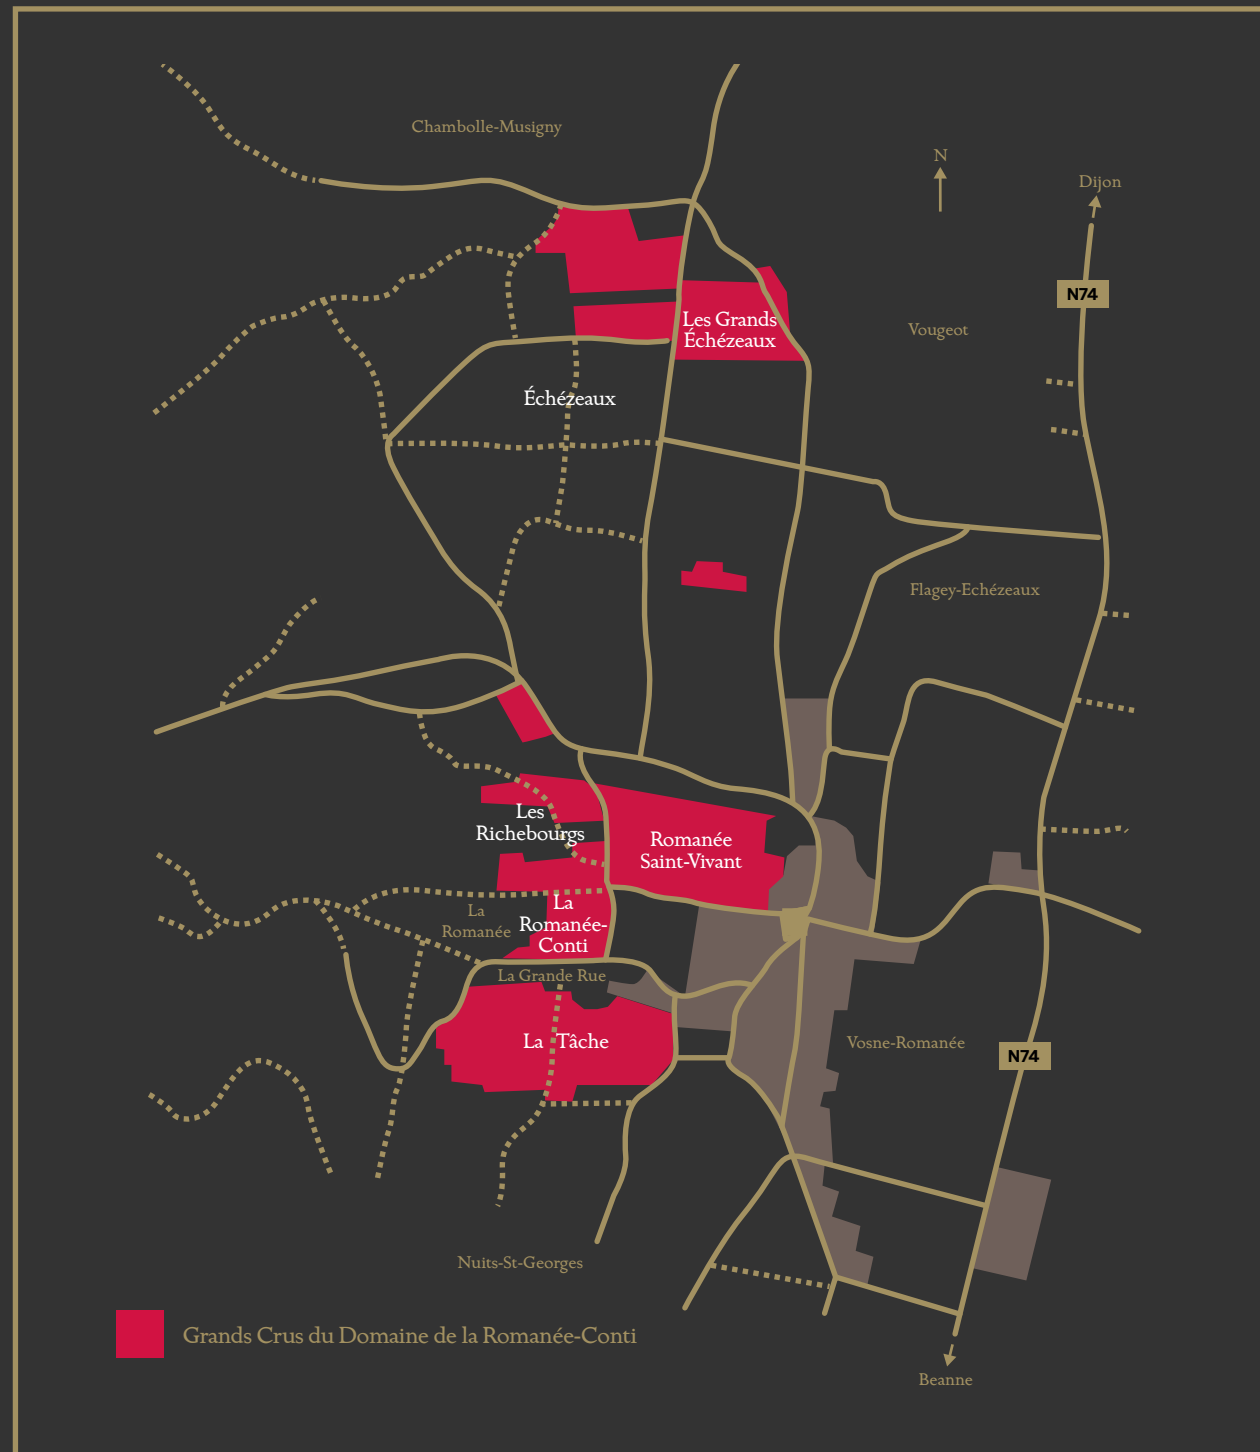 Chambolle-Musigny
N
Dijon
N74
Les Grands
Échézeaux
Vougeot
Échézeaux
Flagey-Echézeaux
Les
Richebourgs
Romanée
Saint-Vivant
La
Romanée
La
Romanée-
Conti
La Grande Rue
La Tâche
Vosne-Romanée
N74
Nuits-St-Georges
Grands Crus du Domaine de la Romanée-Conti
Beanne